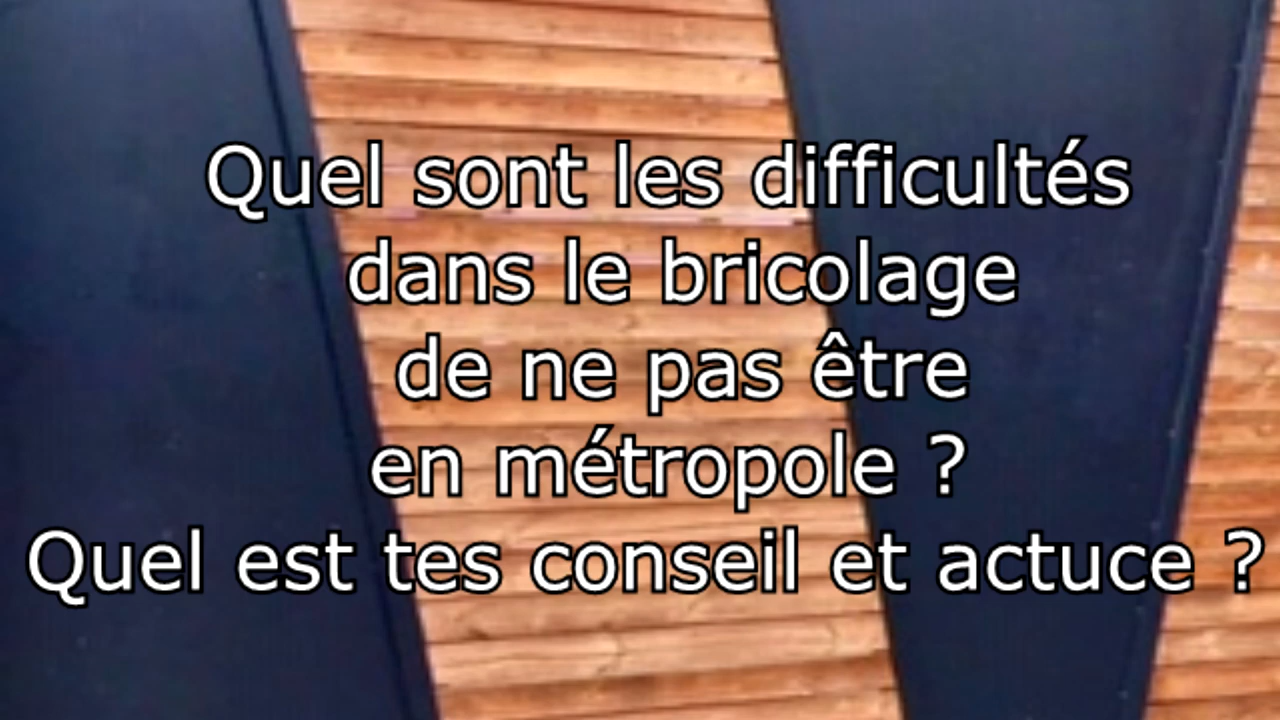 Quel sont les difficultés
dans le bricolage
de ne pas être
en métropole ?
Quel est tes conseil et actuce ?